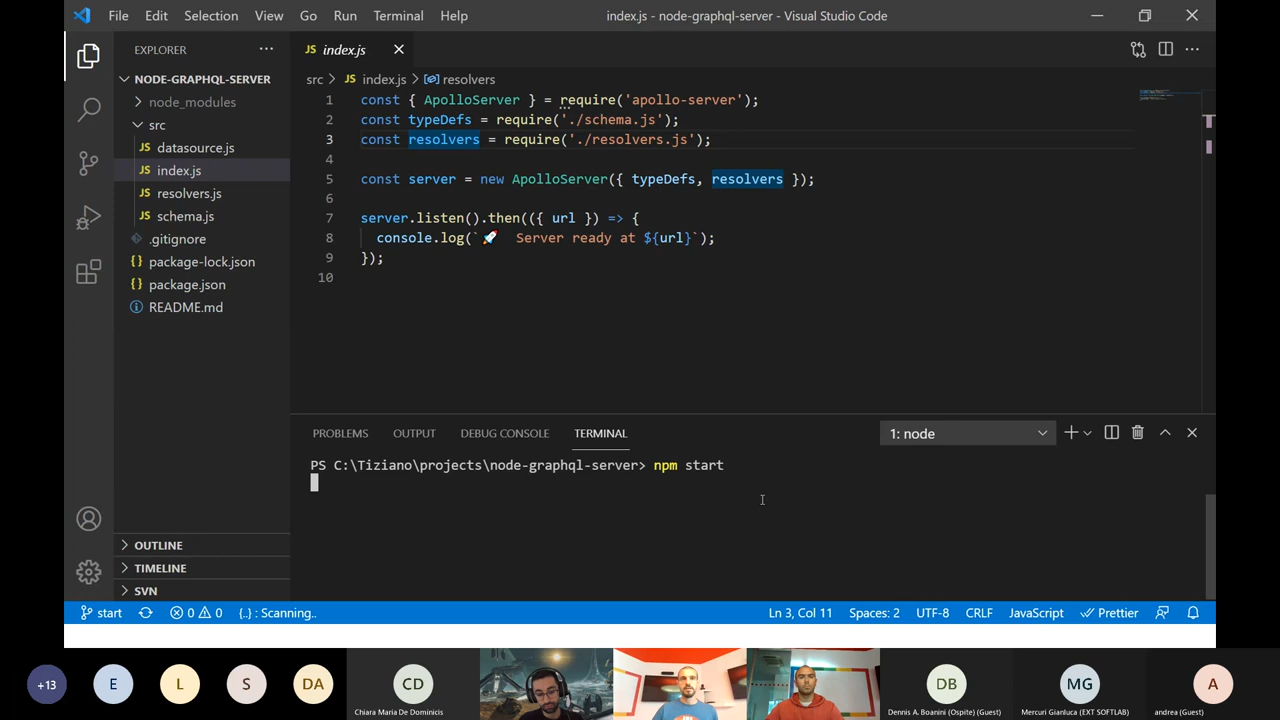 File Edit Selection View Go Run Terminal Help index.js - node-graphql-server - Visual Studio Code
EXPLORER
NODE-GRAPHQL-SERVER
node_modules
src
JS datasource.js
JS index.js
JS resolvers.js
JS schema.js
.gitignore
{} package-lock.json
{} package.json
README.md
OUTLINE
TIMELINE
SVN
JS index.js
src > JS index.js > resolvers
1 const { ApolloServer } = require('apollo-server');
2 const typeDefs = require('./schema.js');
3 const resolvers = require('./resolvers.js');
4
5 const server = new ApolloServer({ typeDefs, resolvers });
6
7 server.listen().then(({ url }) => {
8 console.log(`🚀 Server ready at ${url}`);
9 });
10
PROBLEMS OUTPUT DEBUG CONSOLE TERMINAL 1: node
PS C:\Tiziano\projects\node-graphql-server> npm start
start 0 0 {..} : Scanning.. Ln 3, Col 11 Spaces: 2 UTF-8 CRLF JavaScript Prettier
+13 E L S DA CD DB MG A
Chiara Maria De Dominicis Dennis A. Boanini (Ospite) (Guest) Mercuri Gianluca (EXT SOFTLAB) andrea (Guest)